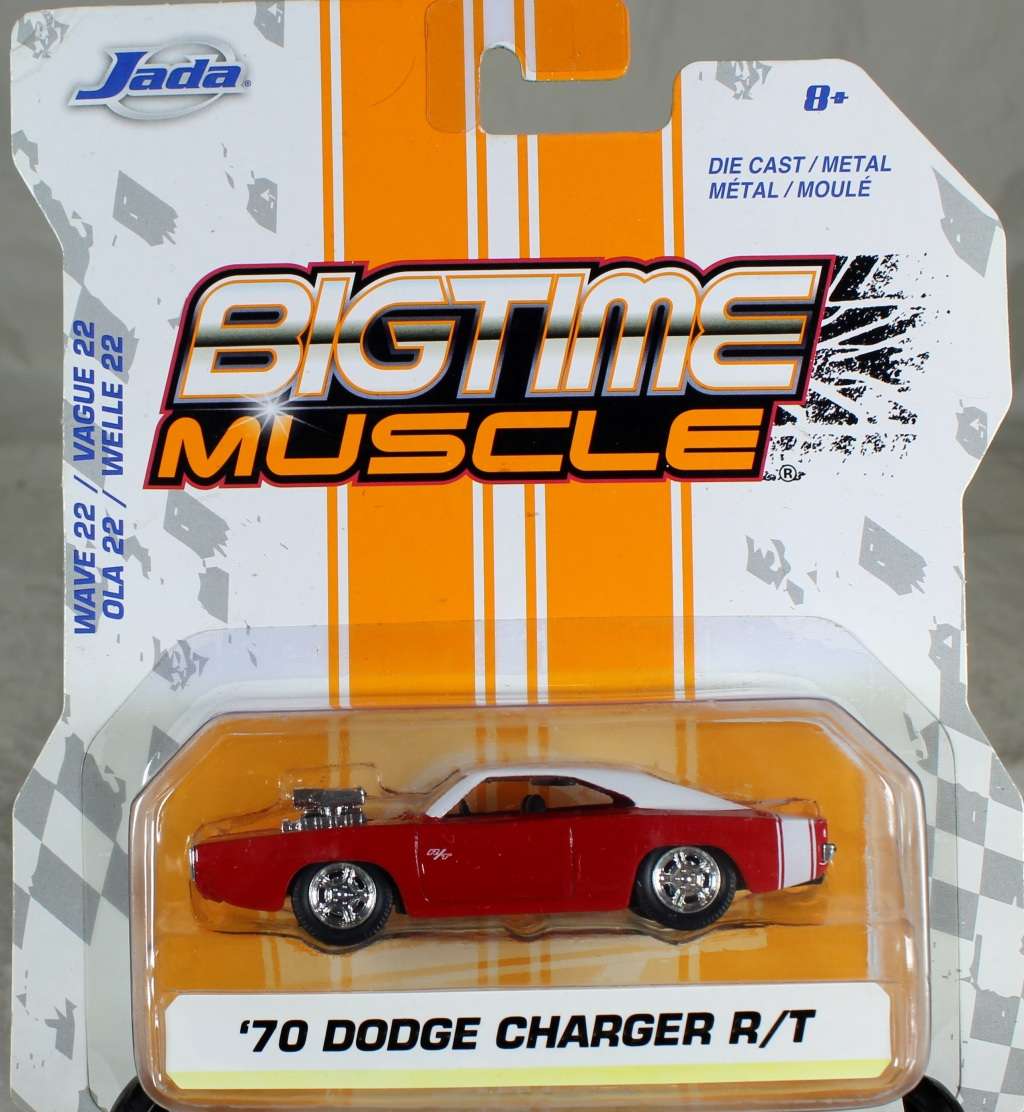 Jada®
8+
DIE CAST / METAL
MÉTAL / MOULÉ
BIGTIME
MUSCLE®
WAVE 22 / VAGUE 22
OLA 22 / WELLE 22
R/T
'70 DODGE CHARGER R/T